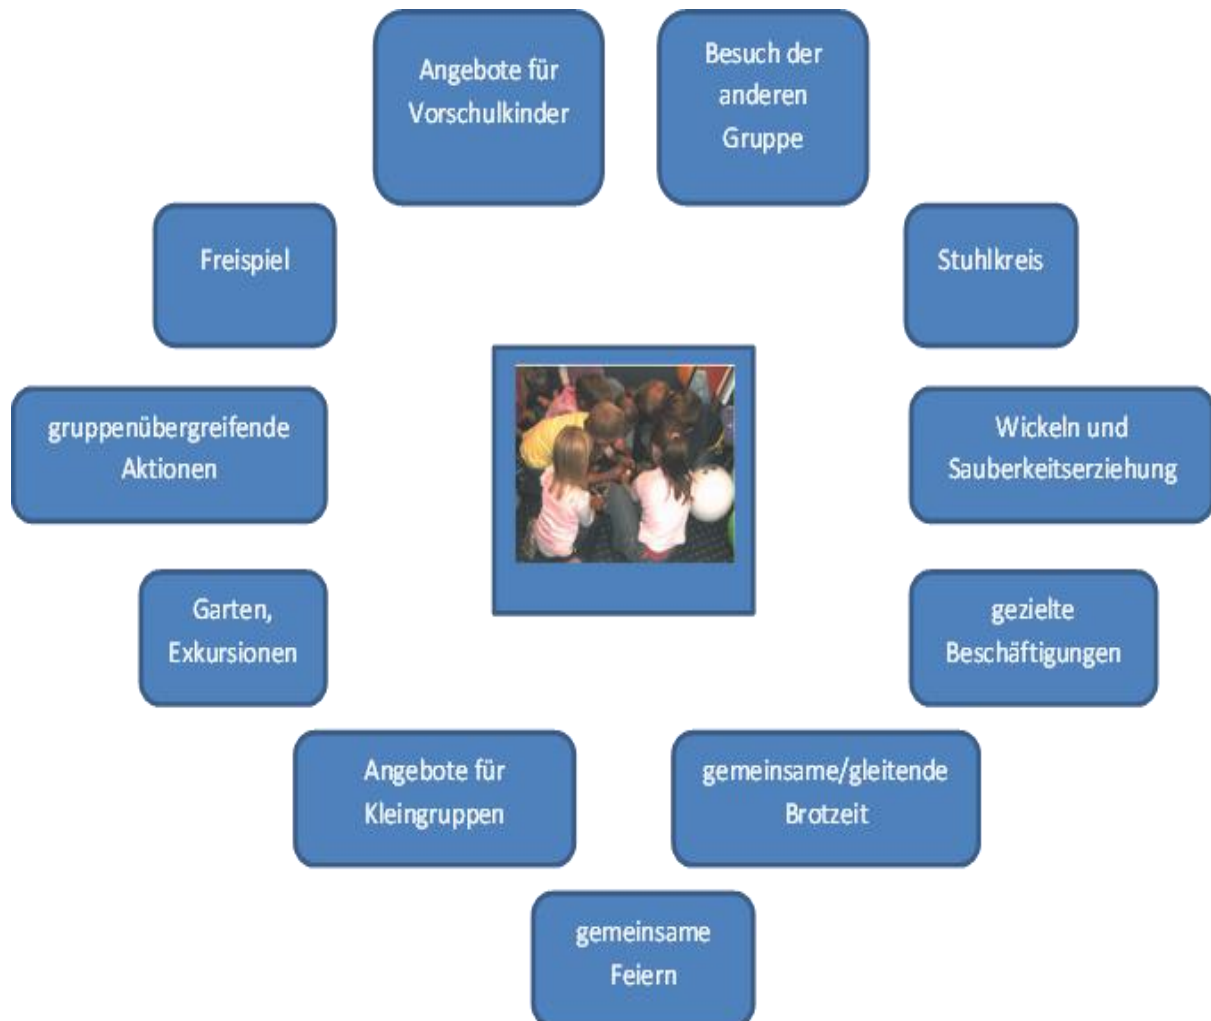 Angebote für
Vorschulkinder
Besuch der
anderen
Gruppe
Freispiel
Stuhlkreis
gruppenübergreifende
Aktionen
Wickeln und
Sauberkeitserziehung
Garten,
Exkursionen
gezielte
Beschäftigungen
Angebote für
Kleingruppen
gemeinsame/gleitende
Brotzeit
gemeinsame
Feiern